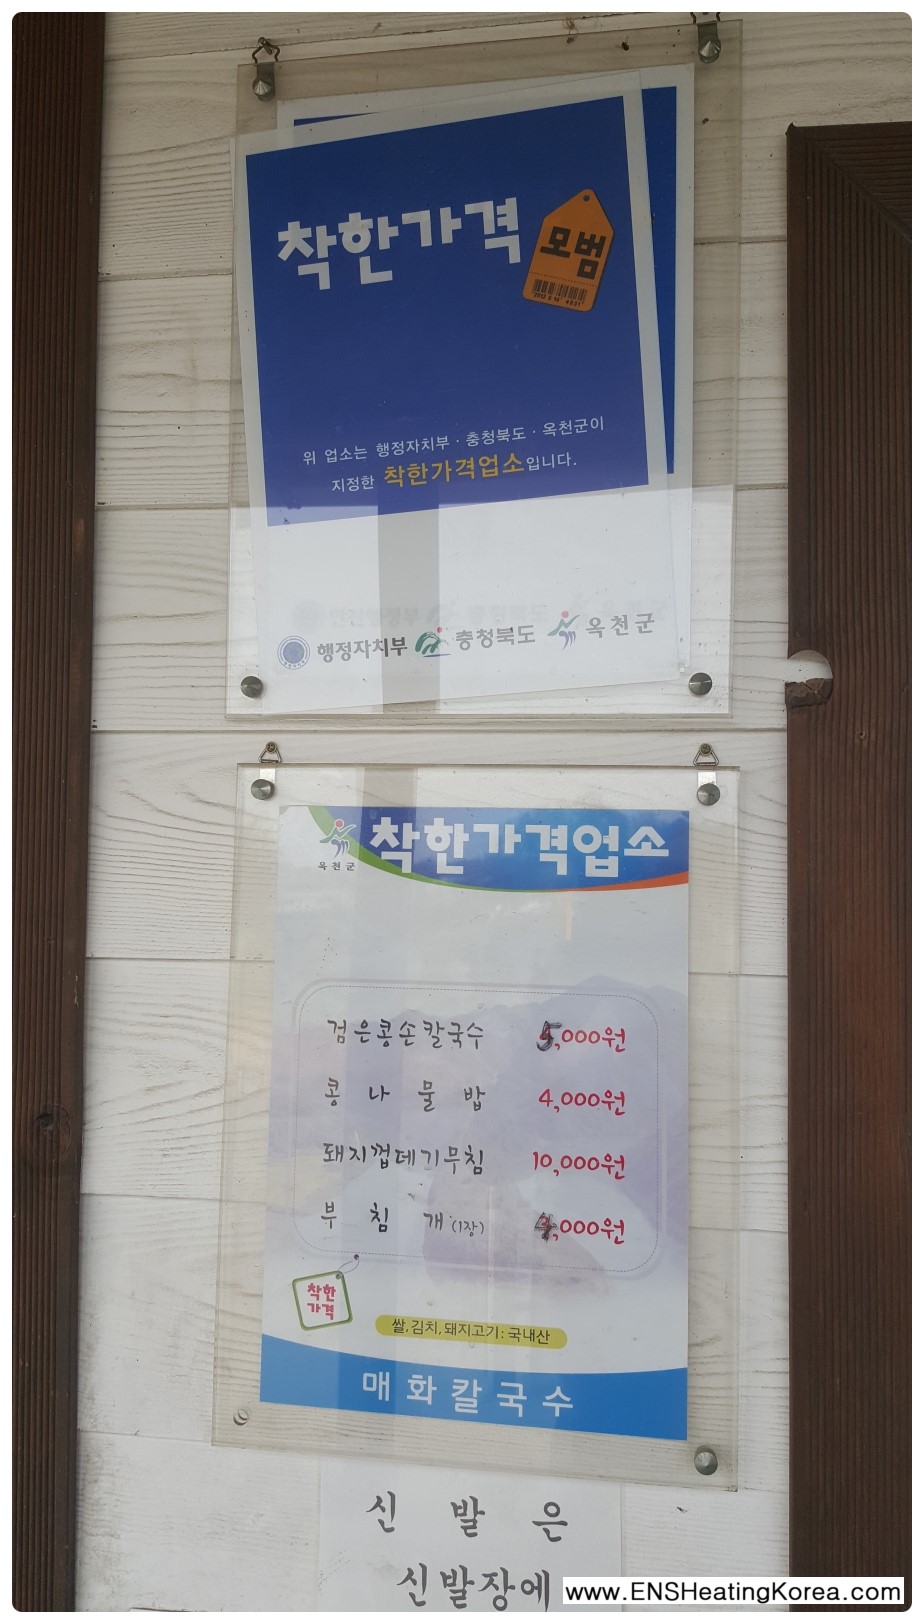 착한가격
모범
위 업소는 행정자치부 · 충청북도 · 옥천군이
지정한 착한가격업소입니다.
행정자치부 충청북도 옥천군
옥천군
착한가격업소
검은콩손칼국수 5,000원
콩나물밥 4,000원
돼지껍데기무침 10,000원
부침개(1장) 4,000원
착한
가격
쌀, 김치, 돼지고기 : 국내산
매화칼국수
신발은
신발장에
www.ENSHeatingKorea.com